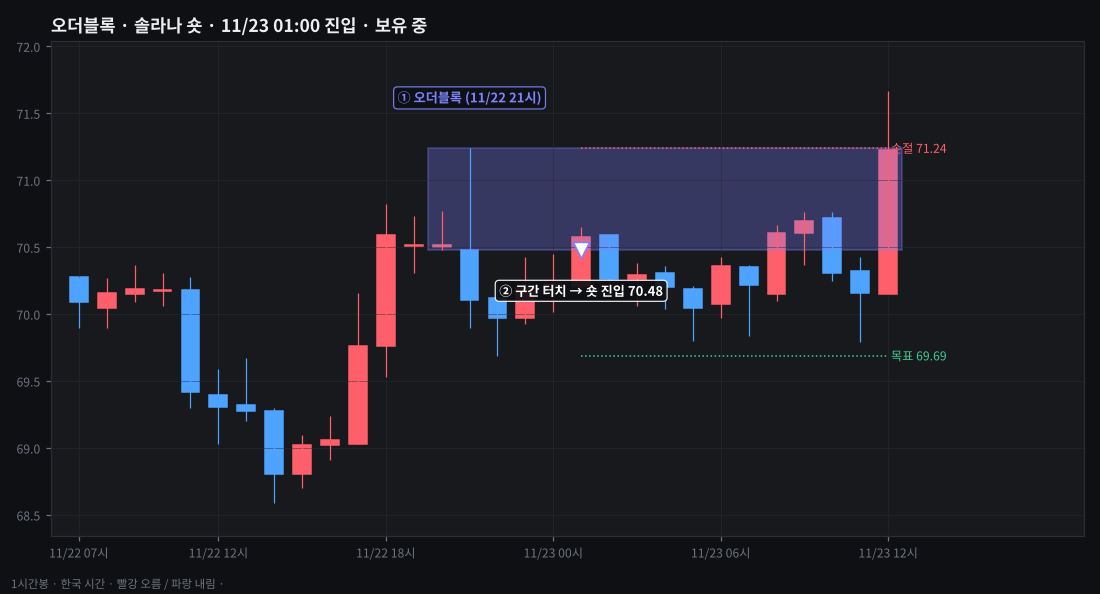 오더블록 · 솔라나 숏 · 11/23 01:00 진입 · 보유 중
72.0
① 오더블록 (11/22 21시)
71.5
손절 71.24
71.0
70.5
② 구간 터치 → 숏 진입 70.48
70.0
목표 69.69
69.5
69.0
68.5
11/22 07시
11/22 12시
11/22 18시
11/23 00시
11/23 06시
11/23 12시
1시간봉 · 한국 시간 · 빨강 오름 / 파랑 내림 ·